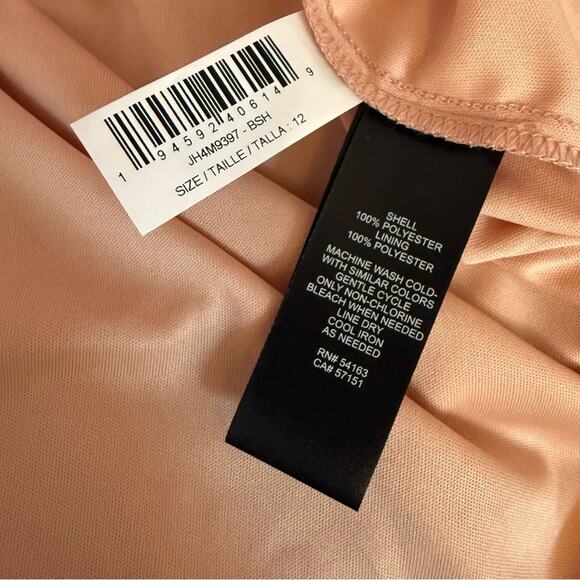 1 94592 40614 9
JH4M9397 - BSH
SIZE / TAILLE / TALLA : 12
SHELL
100% POLYESTER
LINING
100% POLYESTER
MACHINE WASH COLD-
WITH SIMILAR COLORS
GENTLE CYCLE
ONLY NON-CHLORINE
BLEACH WHEN NEEDED
LINE DRY
COOL IRON
AS NEEDED
RN# 54163
CA# 57151